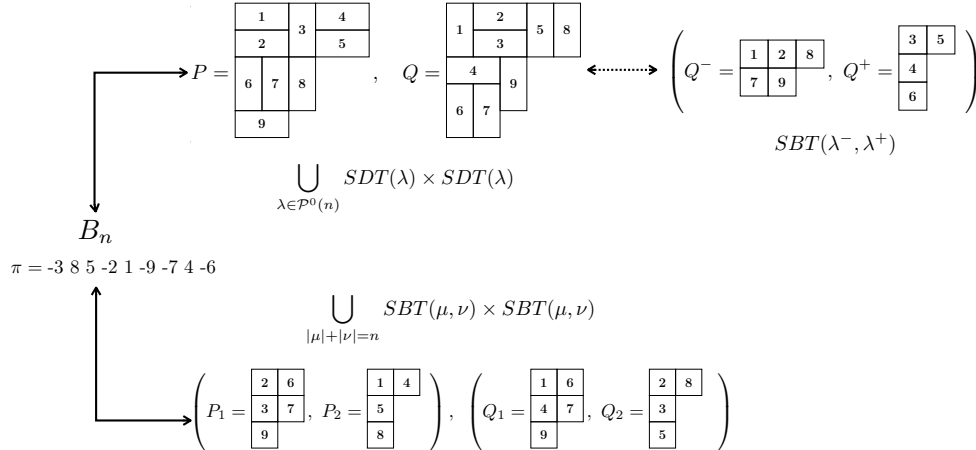 P = 1 2 3 4 5 6 7 8 9 , Q = 1 2 3 4 5 6 7 8 9
( Q⁻ = 1 2 8 7 9 , Q⁺ = 3 5 4 6 )
SBT(λ⁻, λ⁺)
⋃ SDT(λ) × SDT(λ)
λ∈𝒫⁰(n)
Bₙ
π = -3 8 5 -2 1 -9 -7 4 -6
⋃ SBT(μ, ν) × SBT(μ, ν)
|μ|+|ν|=n
( P₁ = 2 6 3 7 9 , P₂ = 1 4 5 8 ) , ( Q₁ = 1 6 4 7 9 , Q₂ = 2 8 3 5 )